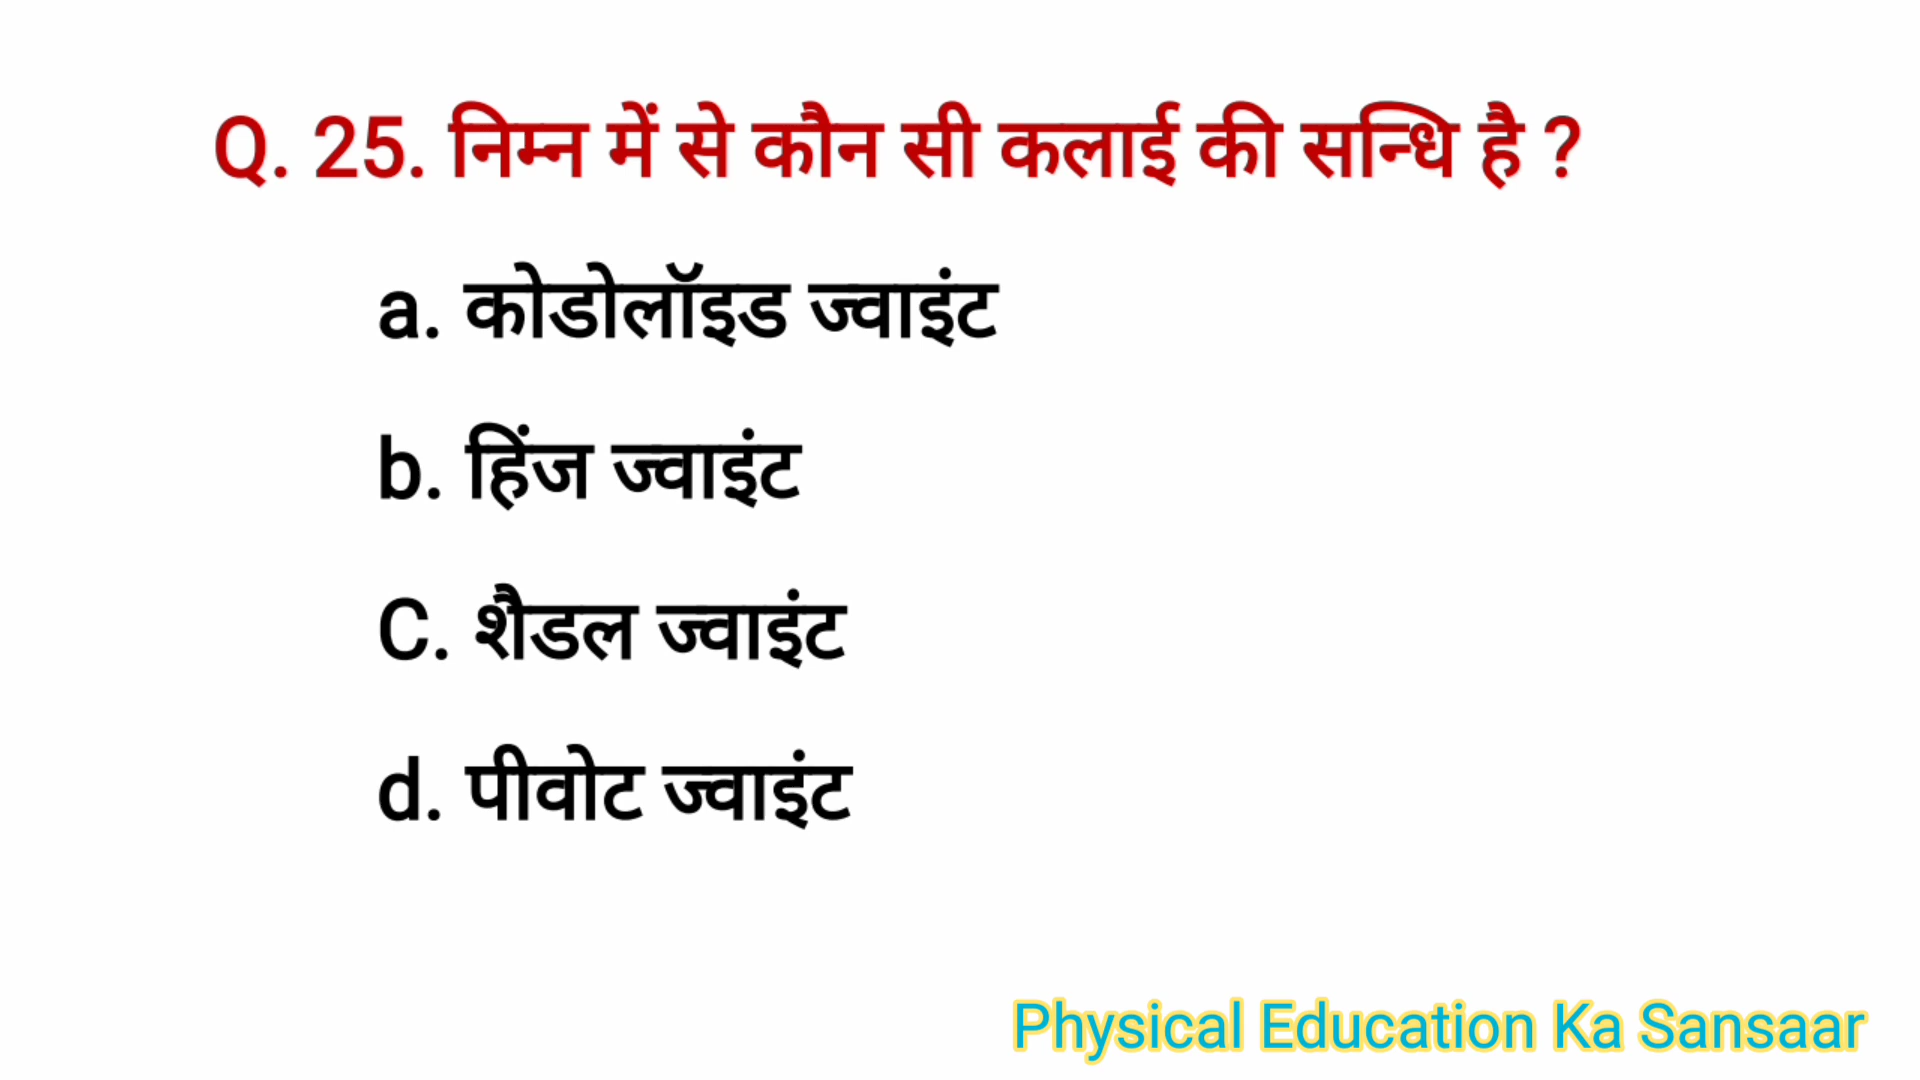 Q. 25. निम्न में से कौन सी कलाई की सन्धि है ?
a. कोडोलॉइड ज्वाइंट
b. हिंज ज्वाइंट
C. शैडल ज्वाइंट
d. पीवोट ज्वाइंट
Physical Education Ka Sansaar